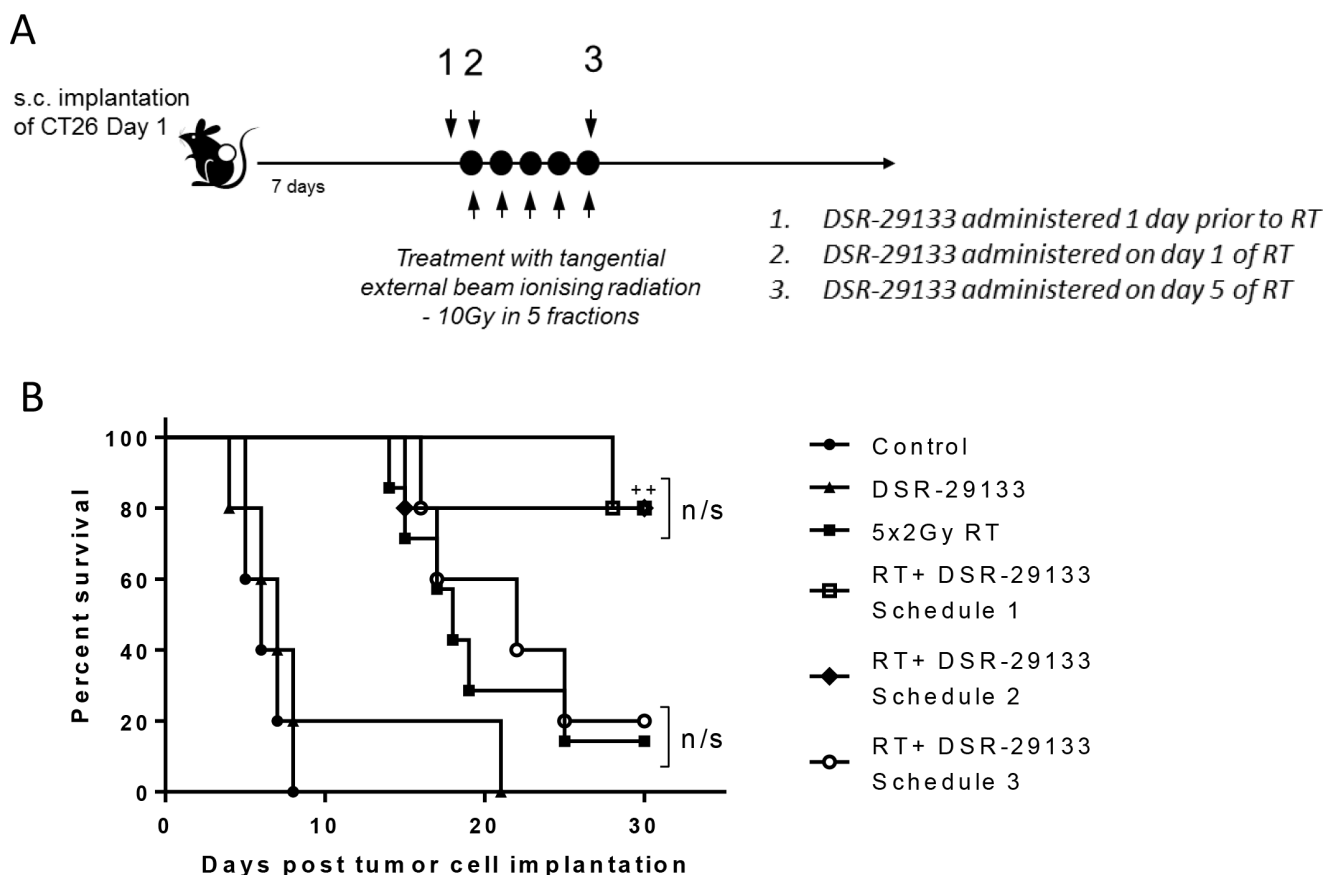 A
1 2 3
s.c. implantation
of CT26 Day 1
7 days
Treatment with tangential
external beam ionising radiation
- 10Gy in 5 fractions
1. DSR-29133 administered 1 day prior to RT
2. DSR-29133 administered on day 1 of RT
3. DSR-29133 administered on day 5 of RT
B
Percent survival
100
80
60
40
20
0
0 10 20 30
Days post tumor cell implantation
++
n/s
n/s
Control
DSR-29133
5x2Gy RT
RT+ DSR-29133
Schedule 1
RT+ DSR-29133
Schedule 2
RT+ DSR-29133
Schedule 3